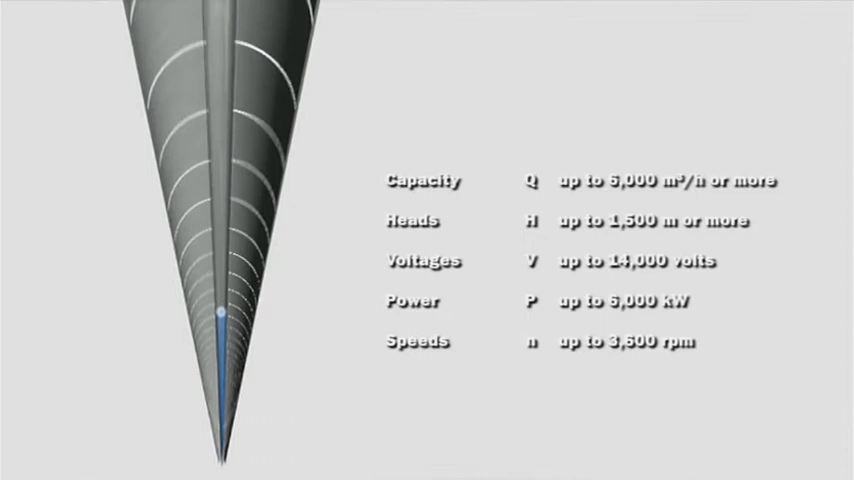 Capacity Q up to 6,000 m³/h or more
Heads H up to 1,500 m or more
Voltages V up to 14,000 volts
Power P up to 6,000 kW
Speeds n up to 3,600 rpm